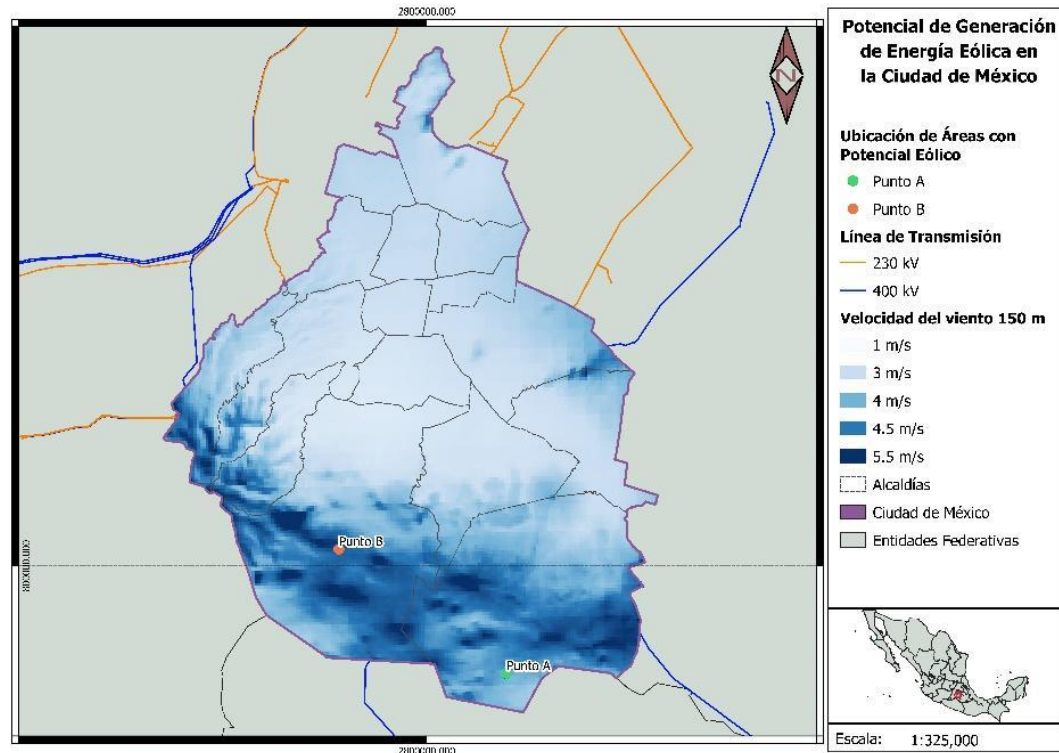 2800000.000
Potencial de Generación
de Energía Eólica en
la Ciudad de México
N
Ubicación de Áreas con
Potencial Eólico
Punto A
Punto B
Línea de Transmisión
230 kV
400 kV
Velocidad del viento 150 m
1 m/s
3 m/s
4 m/s
4.5 m/s
5.5 m/s
Alcaldías
Ciudad de México
Entidades Federativas
Punto B
Punto A
2800000.000
Escala: 1:325,000